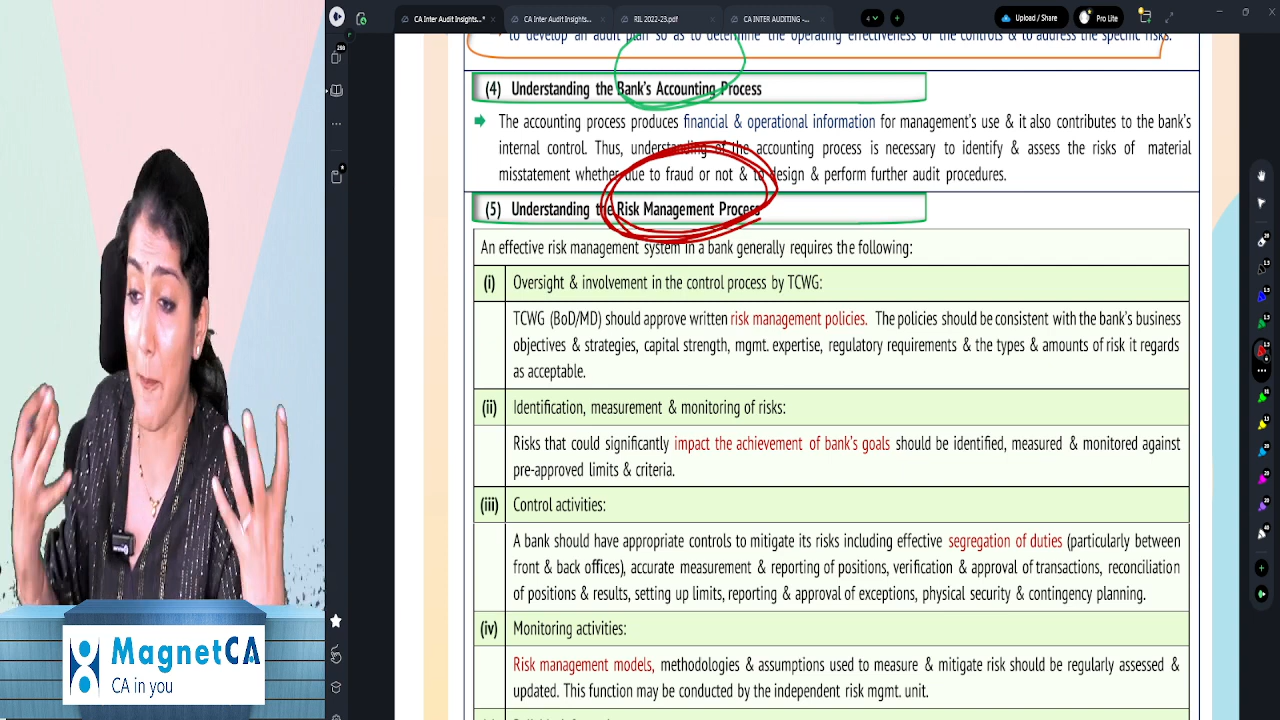 CA Inter Audit Insights...*
CA Inter Audit Insights...
RIL 2022-23.pdf
CA INTER AUDITING -...
4
Upload / Share
Pro Lite
to develop an audit plan so as to determine the operating effectiveness of the controls & to address the specific risks.
(4) Understanding the Bank's Accounting Process
The accounting process produces financial & operational information for management's use & it also contributes to the bank's
internal control. Thus, understanding of the accounting process is necessary to identify & assess the risks of material
misstatement whether due to fraud or not & to design & perform further audit procedures.
(5) Understanding the Risk Management Process
An effective risk management system in a bank generally requires the following:
(i) Oversight & involvement in the control process by TCWG:
TCWG (BoD/MD) should approve written risk management policies. The policies should be consistent with the bank's business
objectives & strategies, capital strength, mgmt. expertise, regulatory requirements & the types & amounts of risk it regards
as acceptable.
(ii) Identification, measurement & monitoring of risks:
Risks that could significantly impact the achievement of bank's goals should be identified, measured & monitored against
pre-approved limits & criteria.
(iii) Control activities:
A bank should have appropriate controls to mitigate its risks including effective segregation of duties (particularly between
front & back offices), accurate measurement & reporting of positions, verification & approval of transactions, reconciliation
of positions & results, setting up limits, reporting & approval of exceptions, physical security & contingency planning.
(iv) Monitoring activities:
Risk management models, methodologies & assumptions used to measure & mitigate risk should be regularly assessed &
updated. This function may be conducted by the independent risk mgmt. unit.
MagnetCA
CA in you